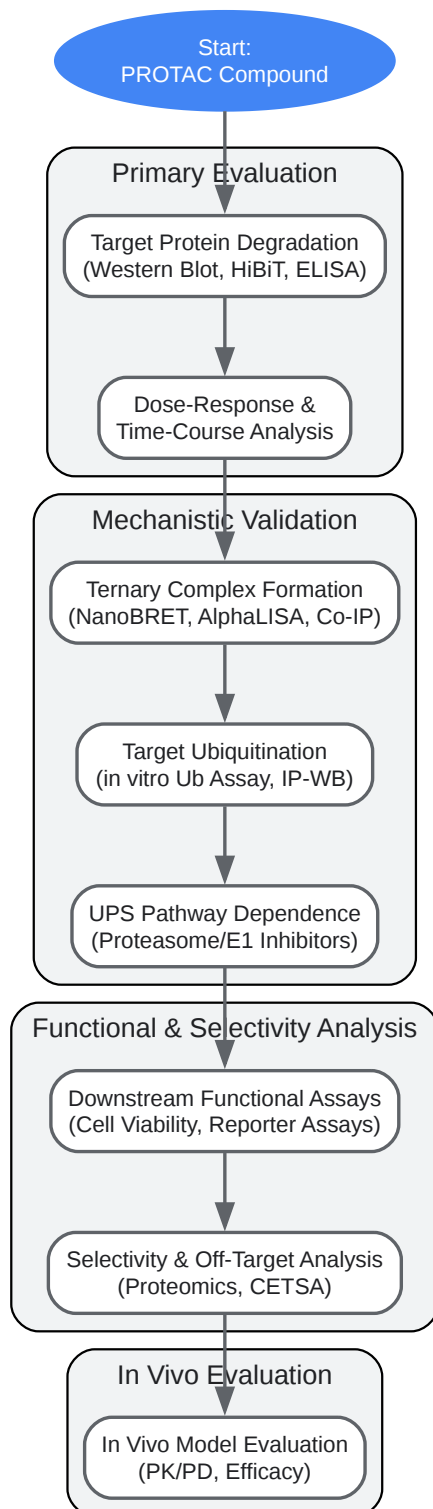 Start:
PROTAC Compound
Primary Evaluation
Target Protein Degradation
(Western Blot, HiBiT, ELISA)
Dose-Response &
Time-Course Analysis
Mechanistic Validation
Ternary Complex Formation
(NanoBRET, AlphaLISA, Co-IP)
Target Ubiquitination
(in vitro Ub Assay, IP-WB)
UPS Pathway Dependence
(Proteasome/E1 Inhibitors)
Functional & Selectivity Analysis
Downstream Functional Assays
(Cell Viability, Reporter Assays)
Selectivity & Off-Target Analysis
(Proteomics, CETSA)
In Vivo Evaluation
In Vivo Model Evaluation
(PK/PD, Efficacy)